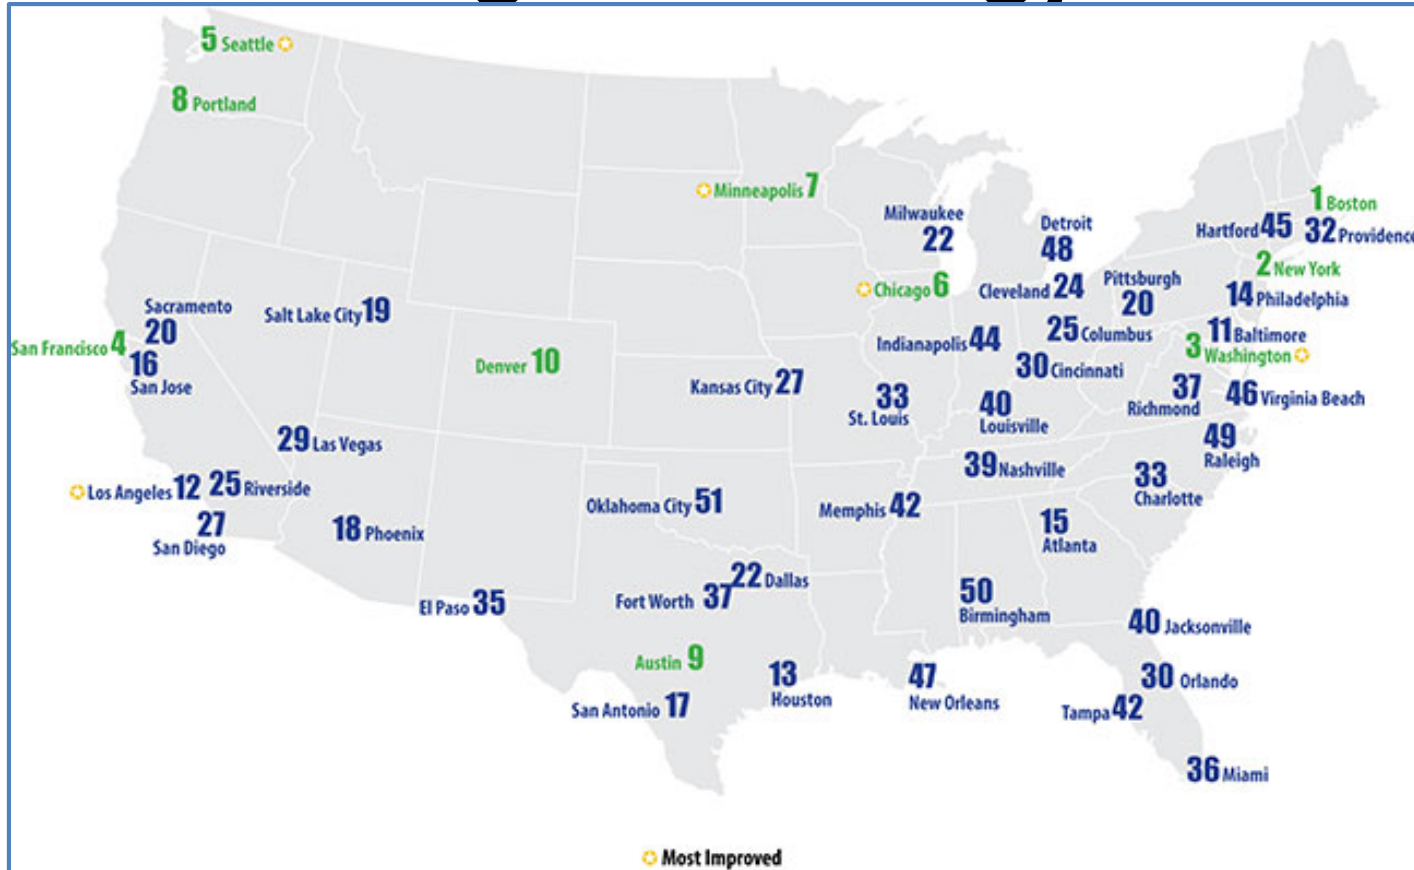 5 Seattle
8 Portland
Minneapolis 7
Milwaukee
22
Detroit
48
1 Boston
Hartford 45
32 Providence
2 New York
Chicago 6
Cleveland 24
Pittsburgh
20
14 Philadelphia
Sacramento
20
Salt Lake City 19
San Francisco 4
16
San Jose
Denver 10
Indianapolis 44
25 Columbus
11 Baltimore
3 Washington
30 Cincinnati
Kansas City 27
33
St. Louis
40
Louisville
37
Richmond
46 Virginia Beach
29 Las Vegas
49
Raleigh
39 Nashville
33
Charlotte
Los Angeles 12
25 Riverside
27
San Diego
18 Phoenix
Oklahoma City 51
Memphis 42
15
Atlanta
22 Dallas
Fort Worth 37
El Paso 35
50
Birmingham
40 Jacksonville
Austin 9
13
Houston
47
New Orleans
30 Orlando
San Antonio 17
Tampa 42
36 Miami
Most Improved